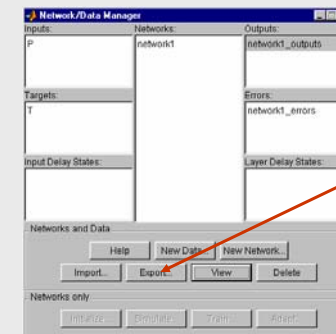 Network/Data Manager
Inputs: Networks: Outputs:
P network1 network1_outputs
Targets: Errors:
T network1_errors
Input Delay States: Layer Delay States:
Networks and Data
Help New Data... New Network...
Import... Export... View Delete
Networks only
Initialize... Simulate... Train... Adapt...